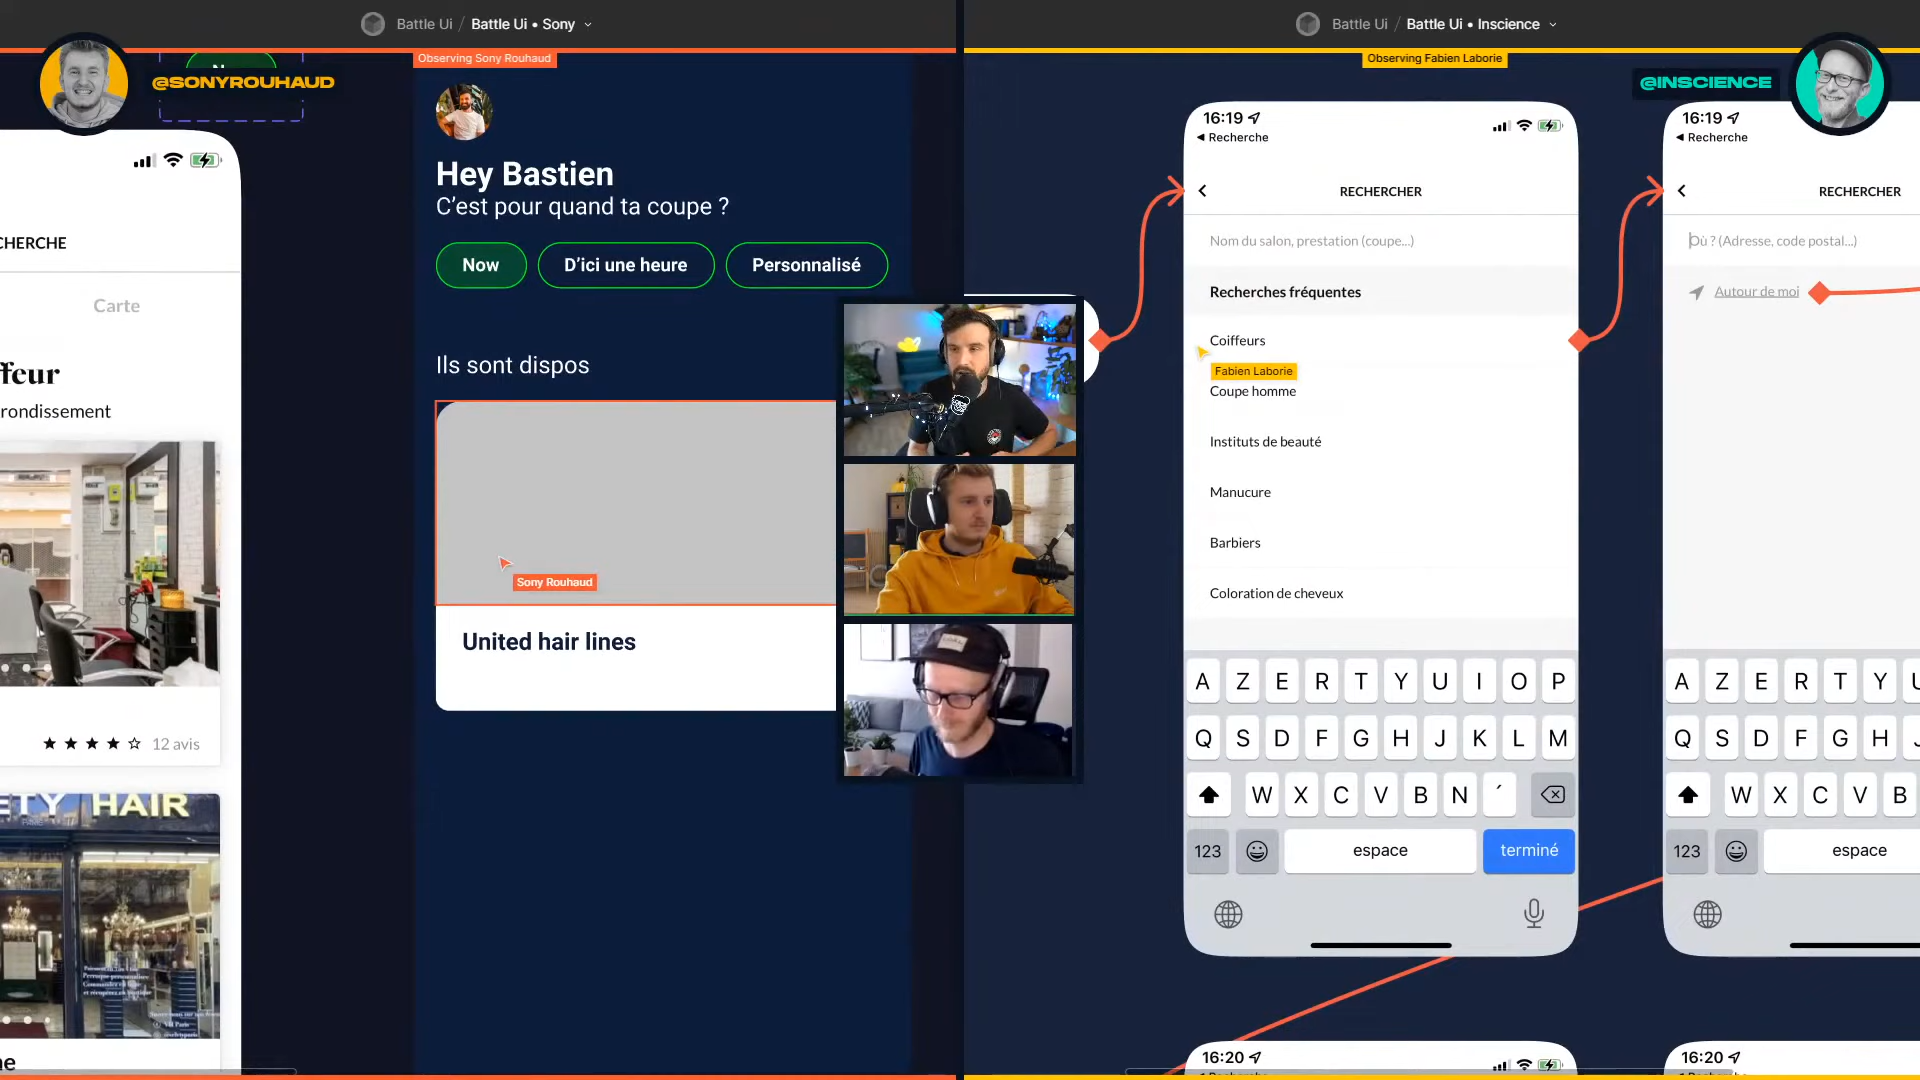 Battle Ui / Battle Ui • Sony
Battle Ui / Battle Ui • Inscience
@SONYROUHAUD
Observing Sony Rouhaud
Observing Fabien Laborie
@INSCIENCE
CHERCHE
Carte
ffeur
rondissement
12 avis
ETY HAIR
ne
Hey Bastien
C'est pour quand ta coupe ?
Now
D'ici une heure
Personnalisé
Ils sont dispos
Sony Rouhaud
United hair lines
16:19
Recherche
RECHERCHER
Nom du salon, prestation (coupe...)
Recherches fréquentes
Coiffeurs
Fabien Laborie
Coupe homme
Instituts de beauté
Manucure
Barbiers
Coloration de cheveux
A Z E R T Y U I O P
Q S D F G H J K L M
W X C V B N ´
123
espace
terminé
16:20
16:19
Recherche
RECHERCHER
Où ? (Adresse, code postal...)
Autour de moi
A Z E R T Y
Q S D F G H
W X C V B
123
espace
16:20